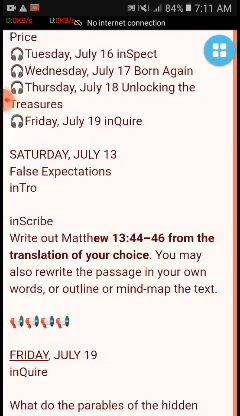 0:0KB/s U:0KB/s 84% 7:11 AM
No internet connection
Price
🎧Tuesday, July 16 inSpect
🎧Wednesday, July 17 Born Again
🎧Thursday, July 18 Unlocking the
Treasures
🎧Friday, July 19 inQuire
SATURDAY, JULY 13
False Expectations
inTro
inScribe
Write out Matthew 13:44–46 from the
translation of your choice. You may
also rewrite the passage in your own
words, or outline or mind-map the text.
📢📢📢📢
FRIDAY, JULY 19
inQuire
What do the parables of the hidden